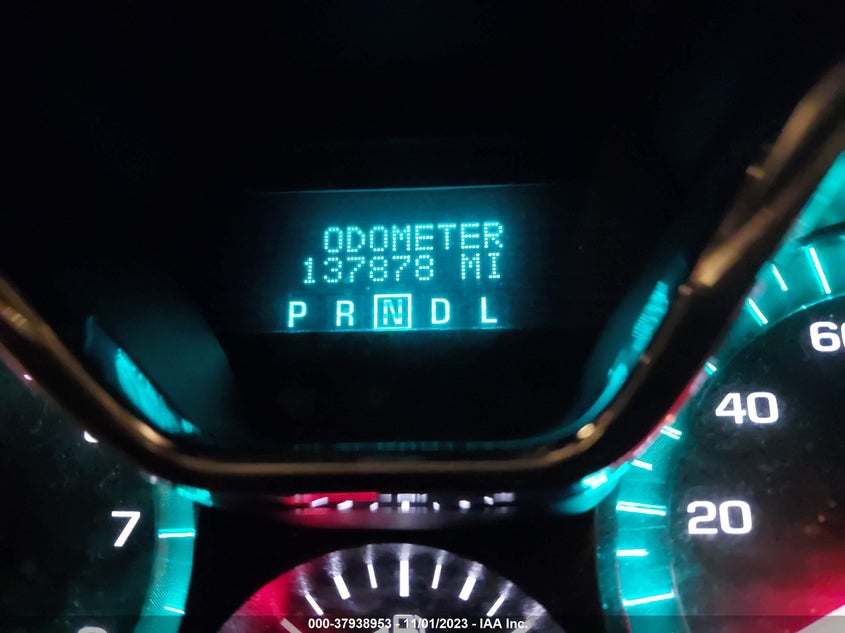 ODOMETER
137878 MI
P R N D L
60
40
20
7
000-37938953 - 11/01/2023 - IAA Inc.